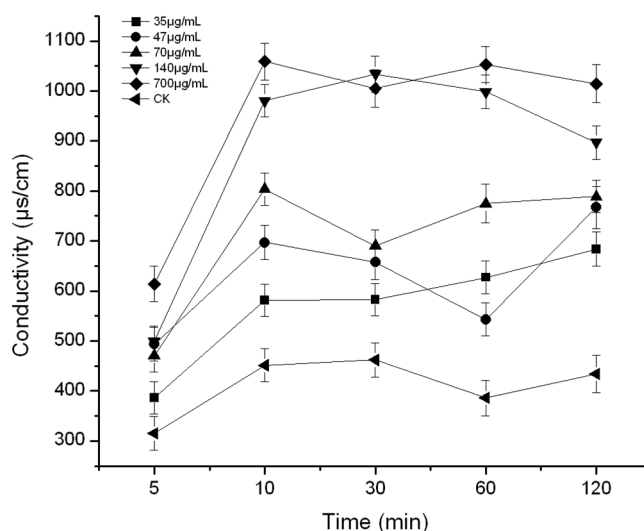 35μg/mL
47μg/mL
70μg/mL
140μg/mL
700μg/mL
CK
1100
1000
900
800
700
600
500
400
300
Conductivity (μs/cm)
5 10 30 60 120
Time (min)